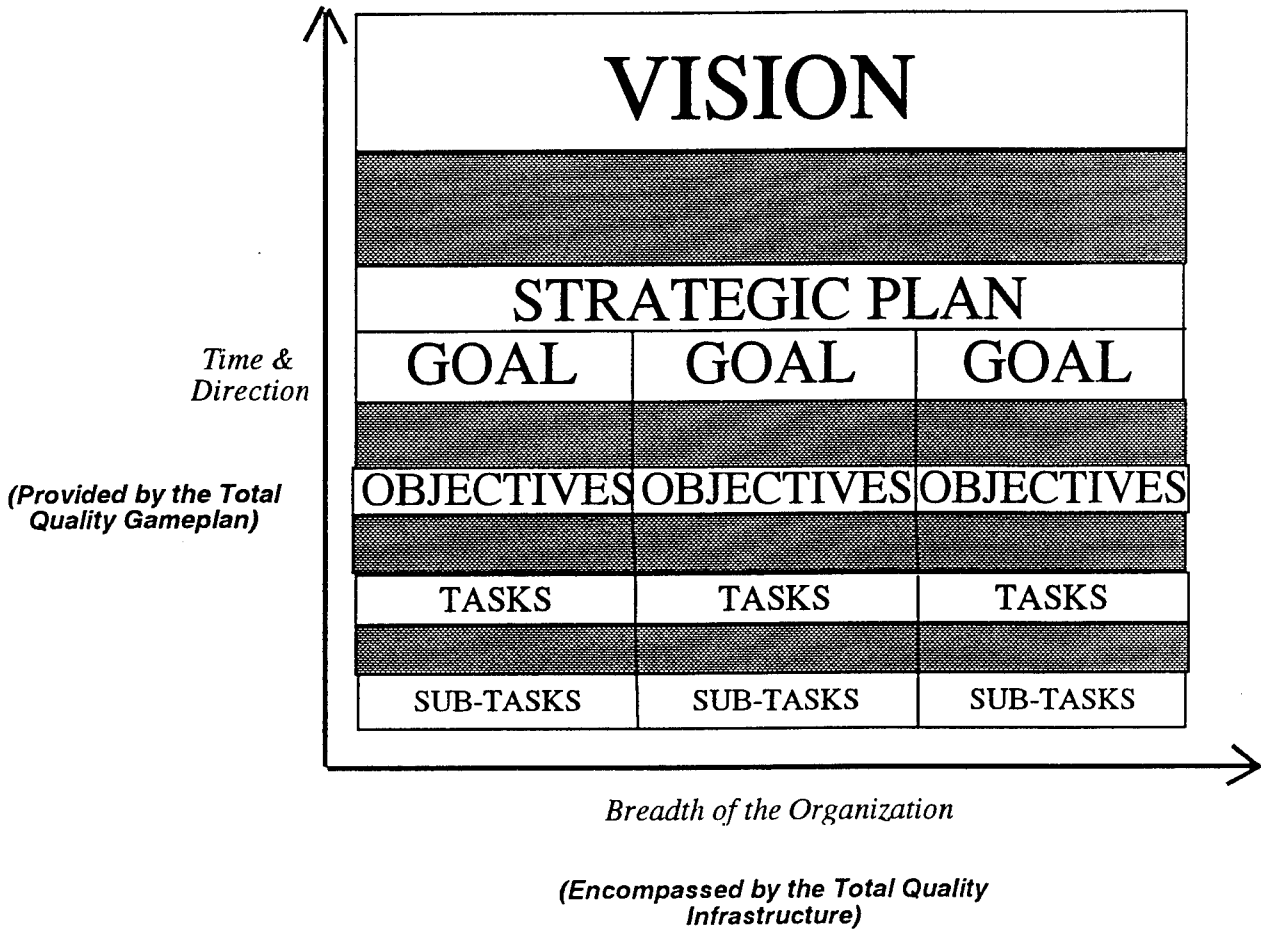 VISION
STRATEGIC PLAN
GOAL GOAL GOAL
Time &
Direction
OBJECTIVES OBJECTIVES OBJECTIVES
(Provided by the Total
Quality Gameplan)
TASKS TASKS TASKS
SUB-TASKS SUB-TASKS SUB-TASKS
Breadth of the Organization
(Encompassed by the Total Quality
Infrastructure)